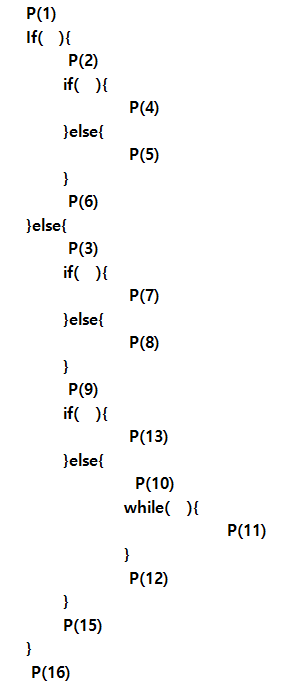 P(1)
If(    ){
P(2)
if(    ){
P(4)
}else{
P(5)
}
P(6)
}else{
P(3)
if(    ){
P(7)
}else{
P(8)
}
P(9)
if(    ){
P(13)
}else{
P(10)
while(    ){
P(11)
}
P(12)
}
P(15)
}
P(16)